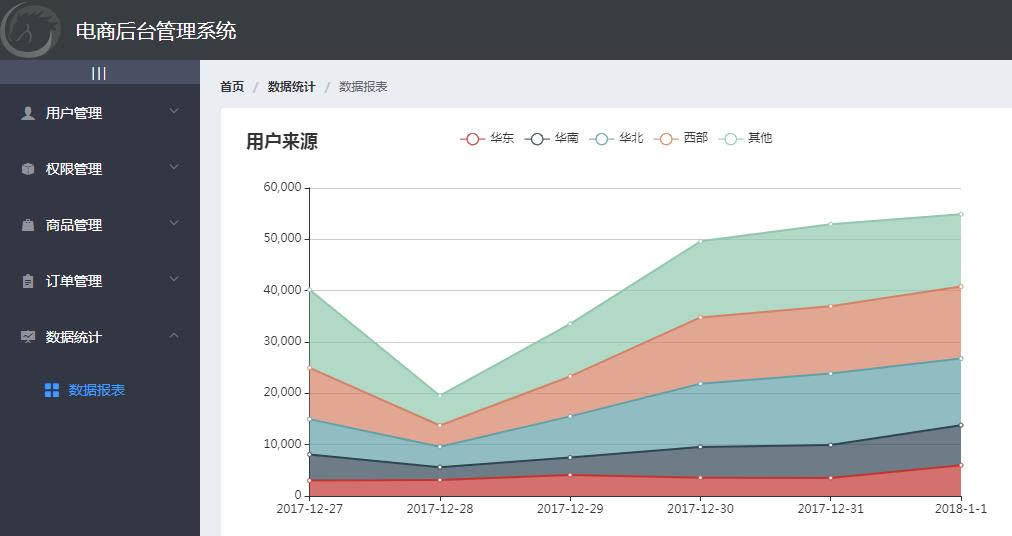 电商后台管理系统
|||
用户管理
权限管理
商品管理
订单管理
数据统计
数据报表
首页 / 数据统计 / 数据报表
用户来源
华东 华南 华北 西部 其他
60,000
50,000
40,000
30,000
20,000
10,000
0
2017-12-27 2017-12-28 2017-12-29 2017-12-30 2017-12-31 2018-1-1